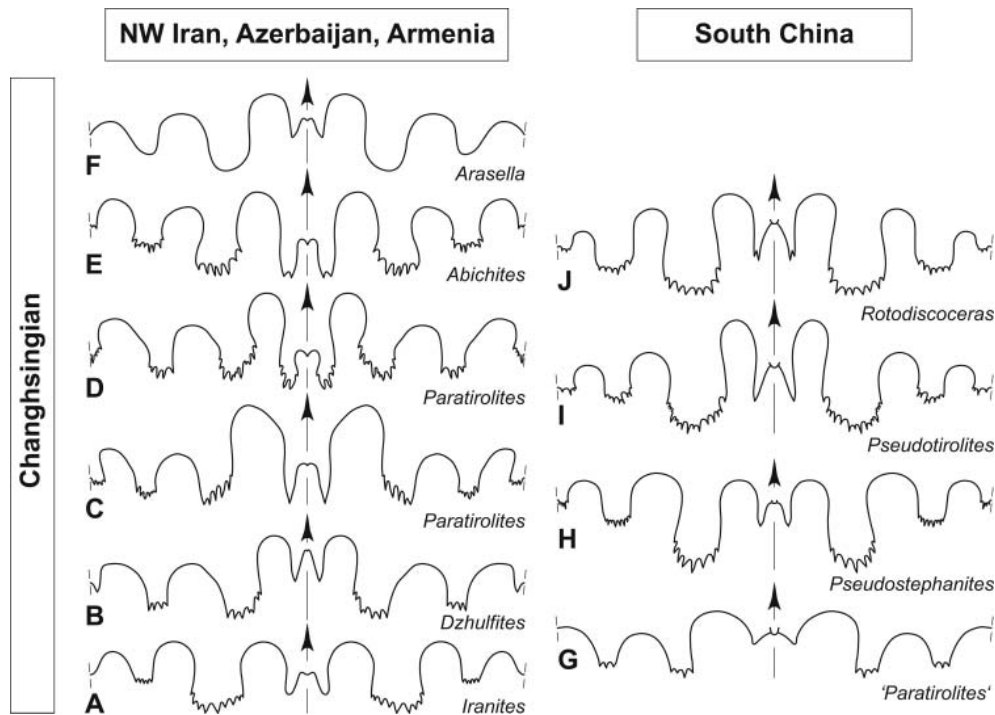 NW Iran, Azerbaijan, Armenia
South China
Changhsingian
F
Arasella
E
Abichites
D
Paratirolites
C
Paratirolites
B
Dzhulfites
A
Iranites
J
Rotodiscoceras
I
Pseudotirolites
H
Pseudostephanites
G
'Paratirolites'